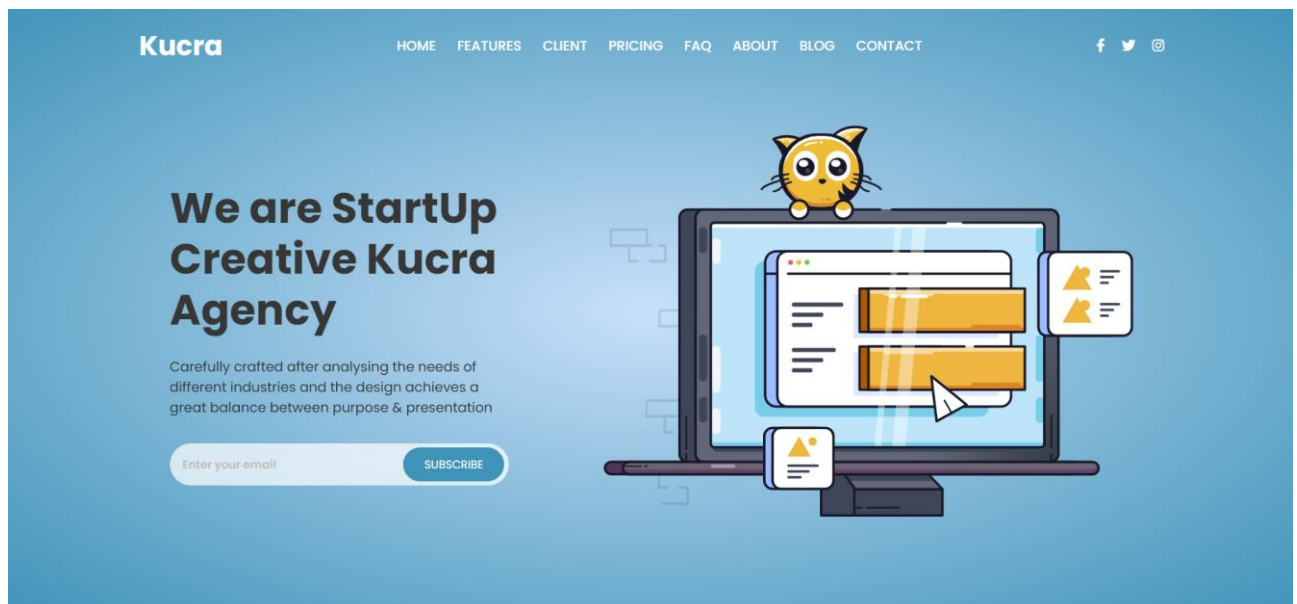 Kucra
HOME FEATURES CLIENT PRICING FAQ ABOUT BLOG CONTACT
We are StartUp
Creative Kucra
Agency
Carefully crafted after analysing the needs of
different industries and the design achieves a
great balance between purpose & presentation
Enter your email
SUBSCRIBE